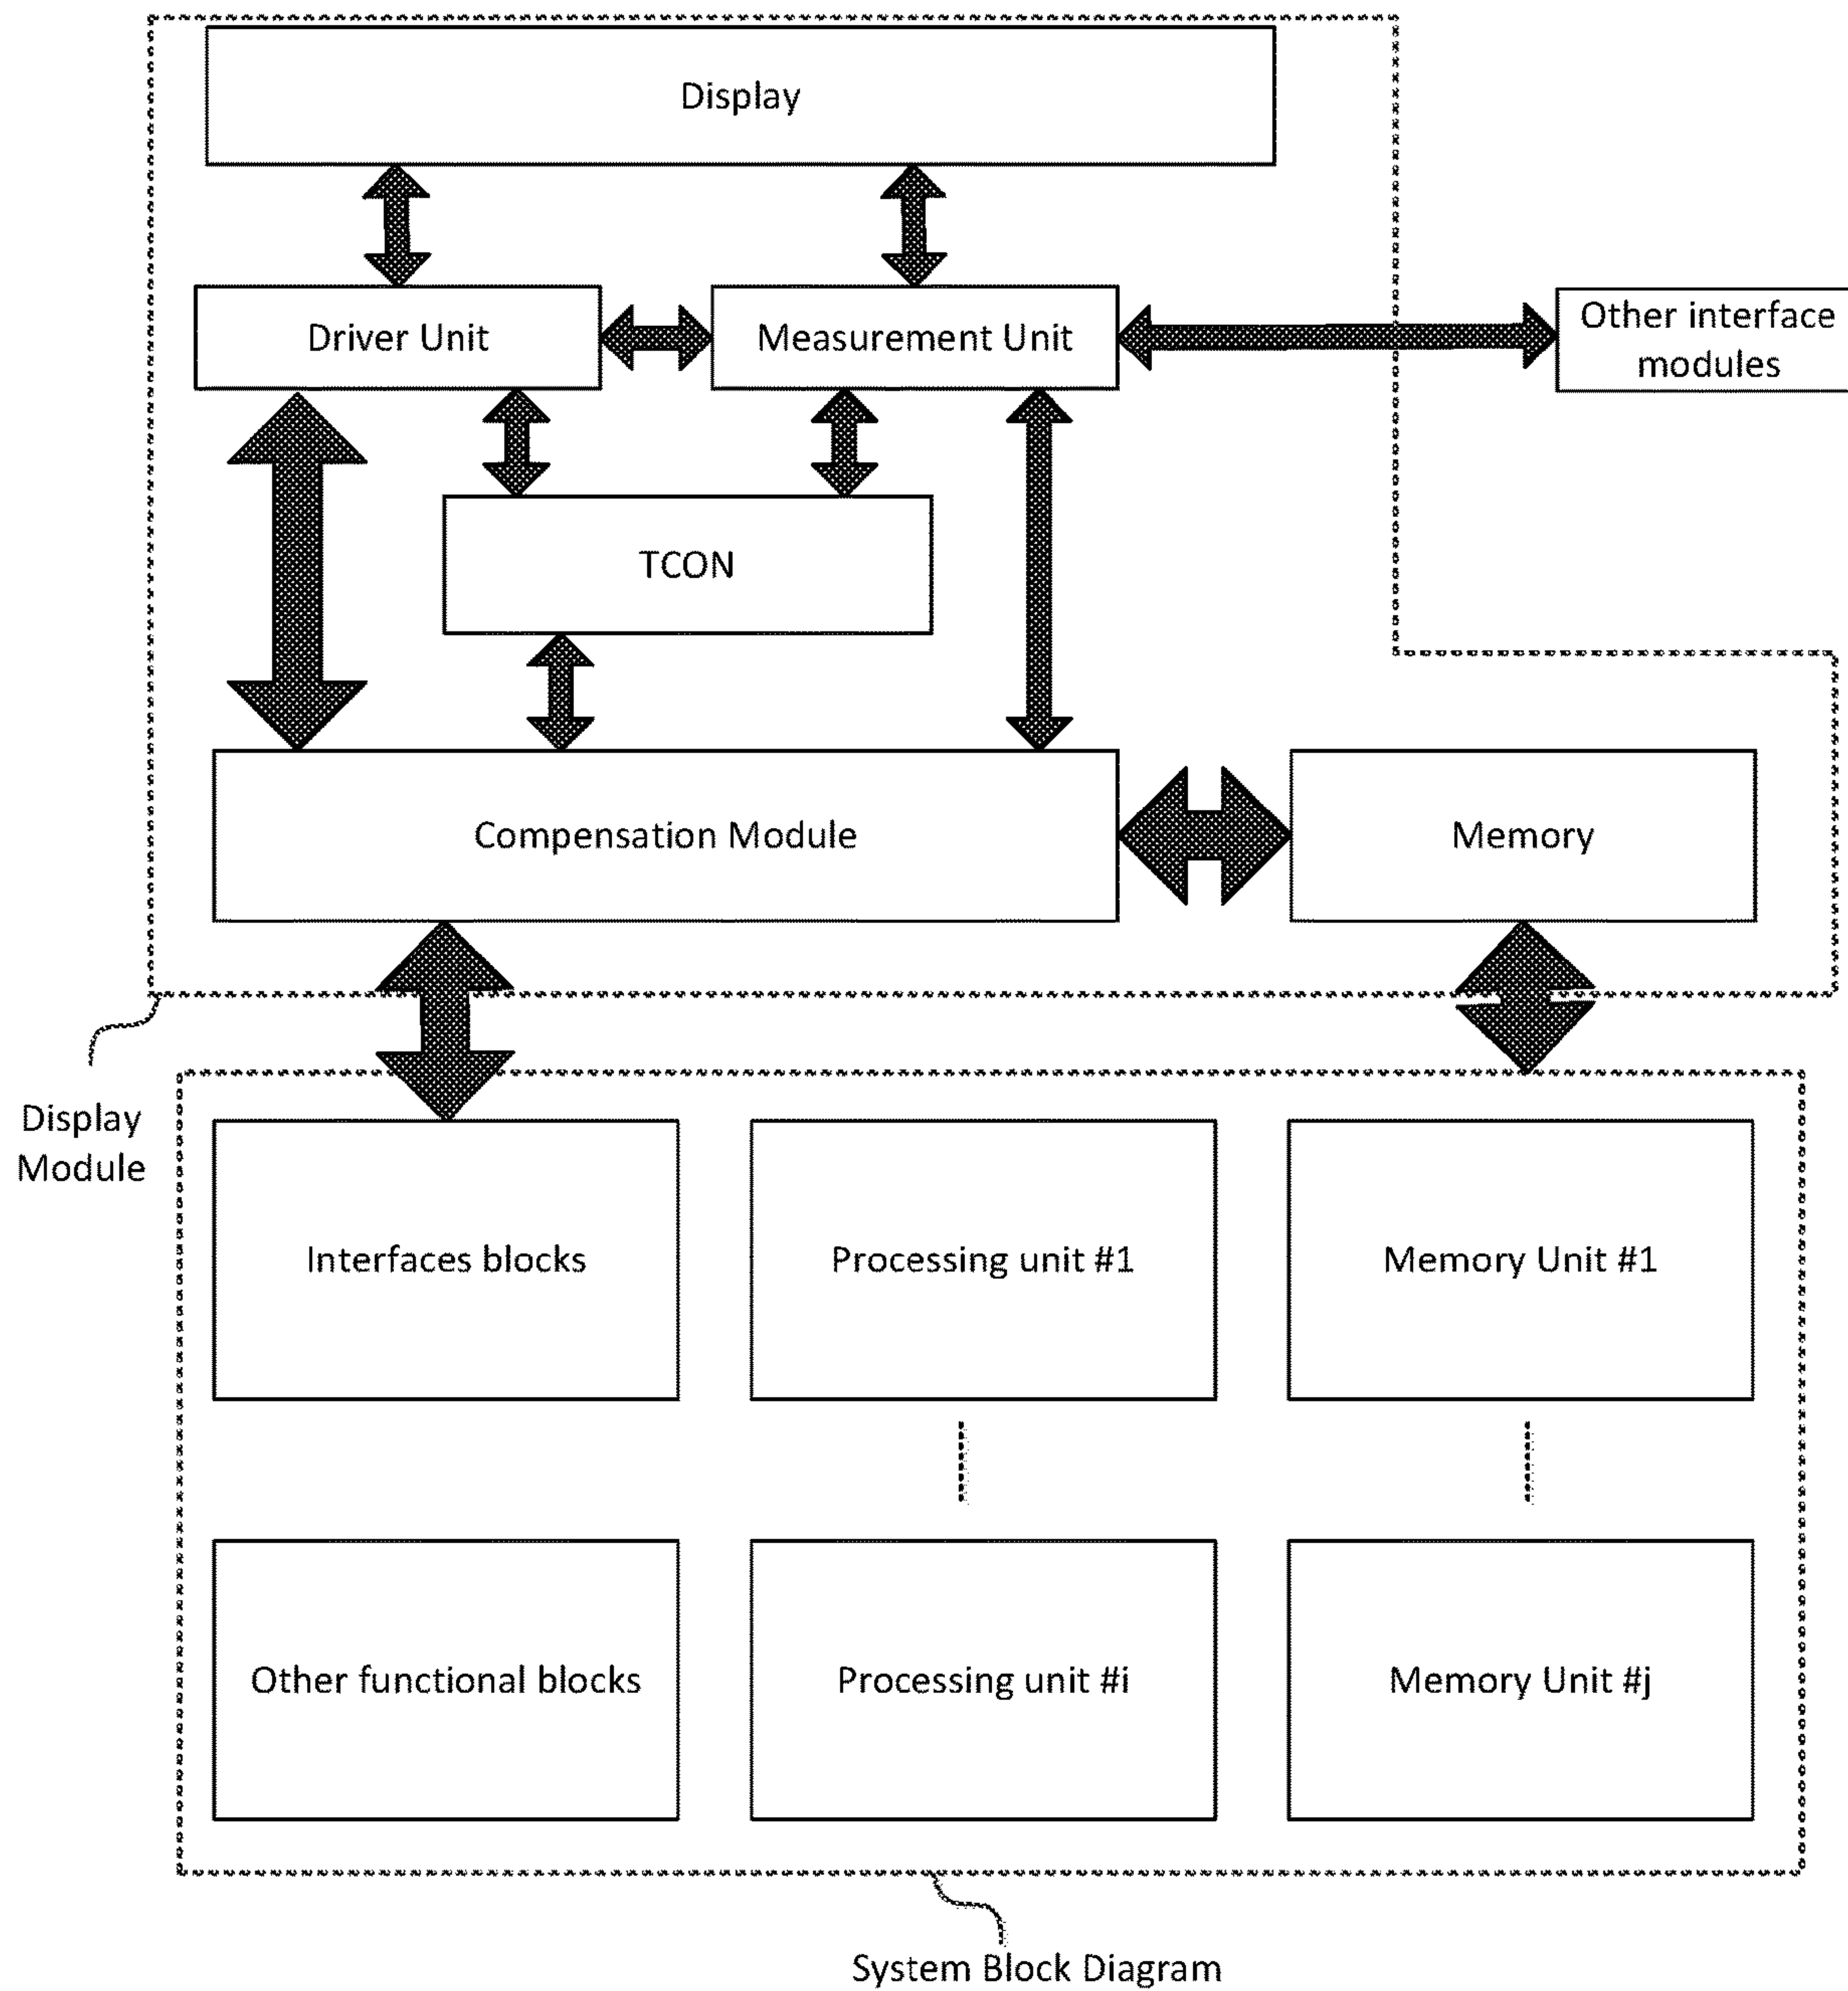 Display
Driver Unit
Measurement Unit
Other interface
modules
TCON
Compensation Module
Memory
Display
Module
Interfaces blocks
Processing unit #1
Memory Unit #1
Other functional blocks
Processing unit #i
Memory Unit #j
System Block Diagram